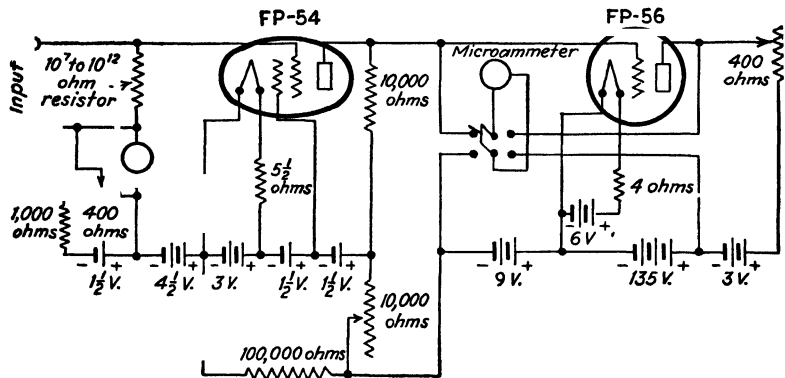 FP-54
FP-56
Input
10⁷ to 10¹²
ohm
resistor
10,000
ohms
Microammeter
400
ohms
5½
ohms
4 ohms
1,000
ohms
400
ohms
- +
1½ V.
- +
4½ V.
- +
3 V.
- +
1½ V.
- +
1½ V.
- +
6 V.
- +
9 V.
- +
135 V.
- +
3 V.
10,000
ohms
100,000 ohms